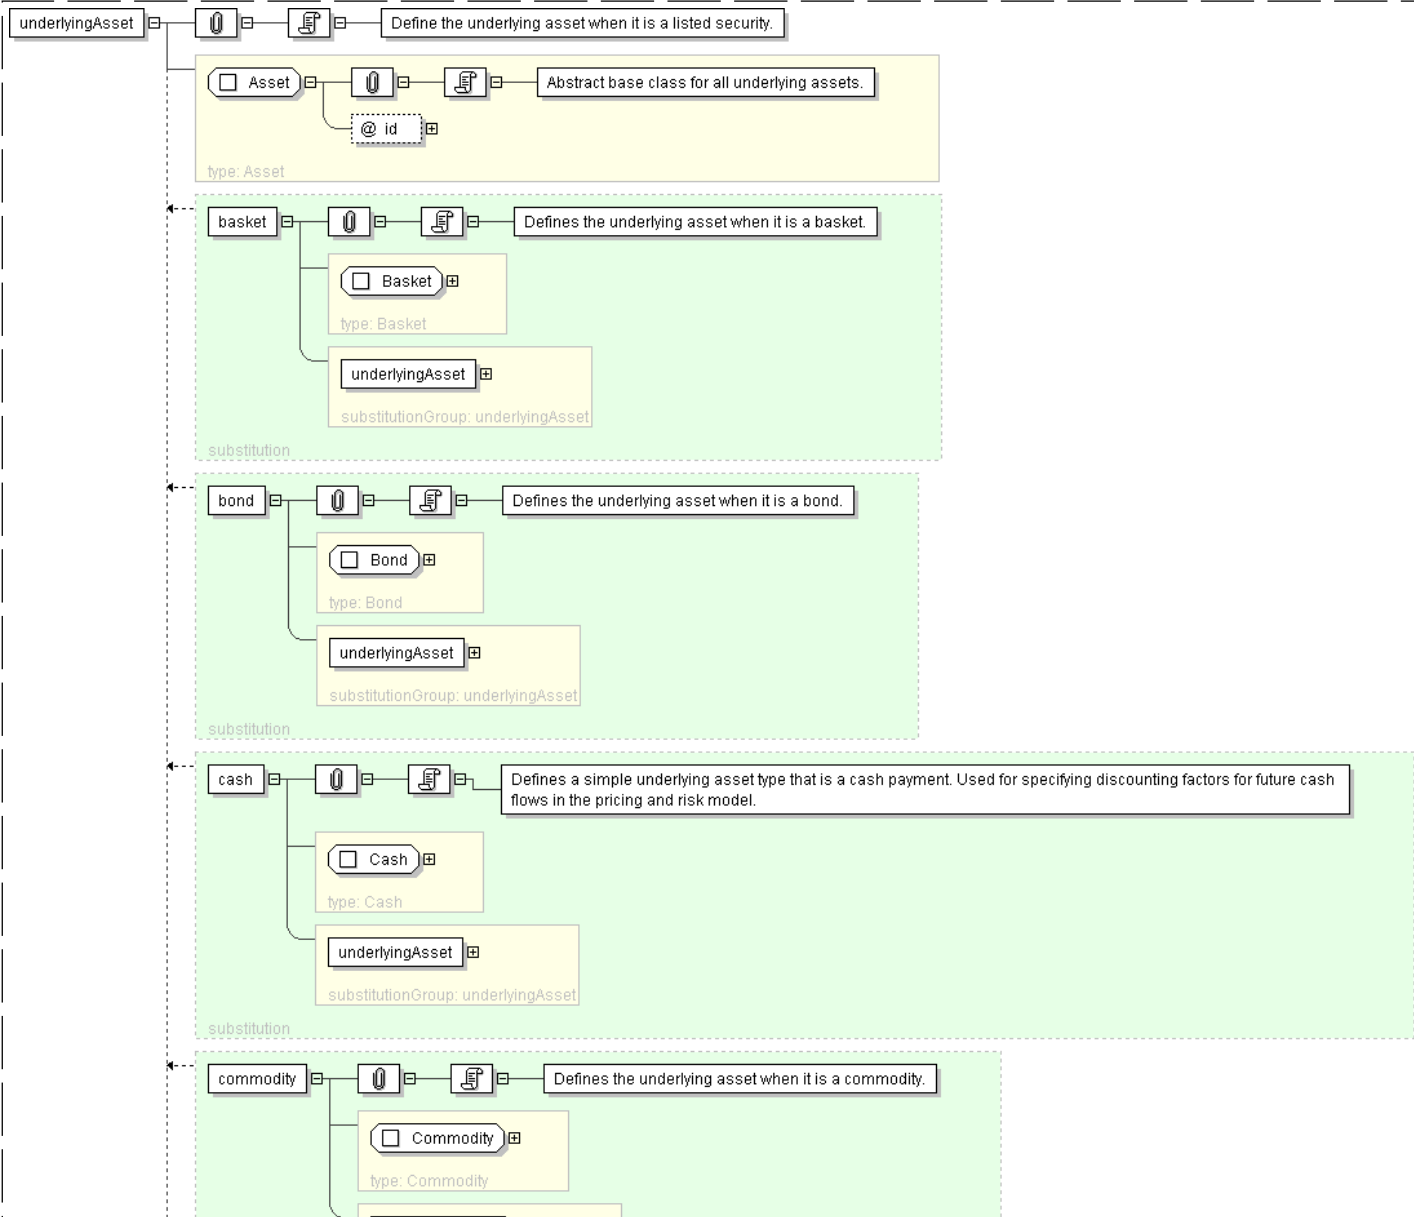 underlyingAsset
Define the underlying asset when it is a listed security.
Asset
Abstract base class for all underlying assets.
@ id
type: Asset
basket
Defines the underlying asset when it is a basket.
Basket
type: Basket
underlyingAsset
substitutionGroup: underlyingAsset
substitution
bond
Defines the underlying asset when it is a bond.
Bond
type: Bond
underlyingAsset
substitutionGroup: underlyingAsset
substitution
cash
Defines a simple underlying asset type that is a cash payment. Used for specifying discounting factors for future cash
flows in the pricing and risk model.
Cash
type: Cash
underlyingAsset
substitutionGroup: underlyingAsset
substitution
commodity
Defines the underlying asset when it is a commodity.
Commodity
type: Commodity